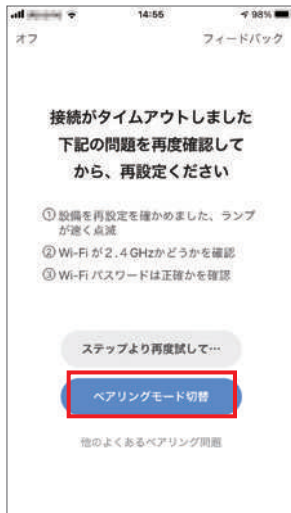 14:55
98%
オフ
フィードバック
接続がタイムアウトしました
下記の問題を再度確認して
から、再設定ください
① 設備を再設定を確かめました、ランプ
が速く点滅
② Wi-Fi が2.4GHzかどうかを確認
③ Wi-Fi パスワードは正確かを確認
ステップより再度試して…
ペアリングモード切替
他のよくあるペアリング問題